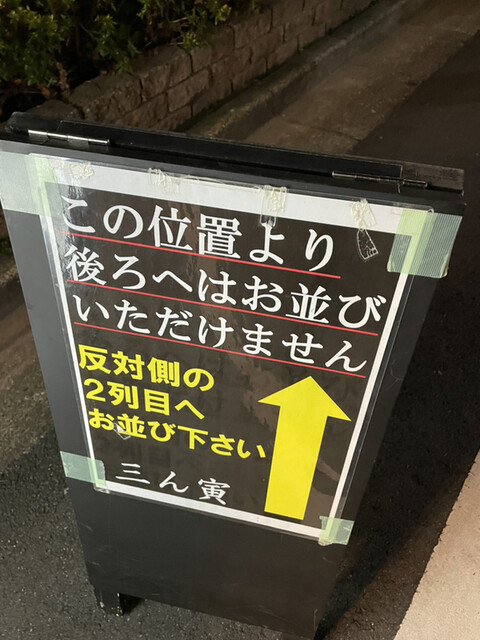 この位置より
後ろへはお並び
いただけません
反対側の
2列目へ
お並び下さい
三ん寅